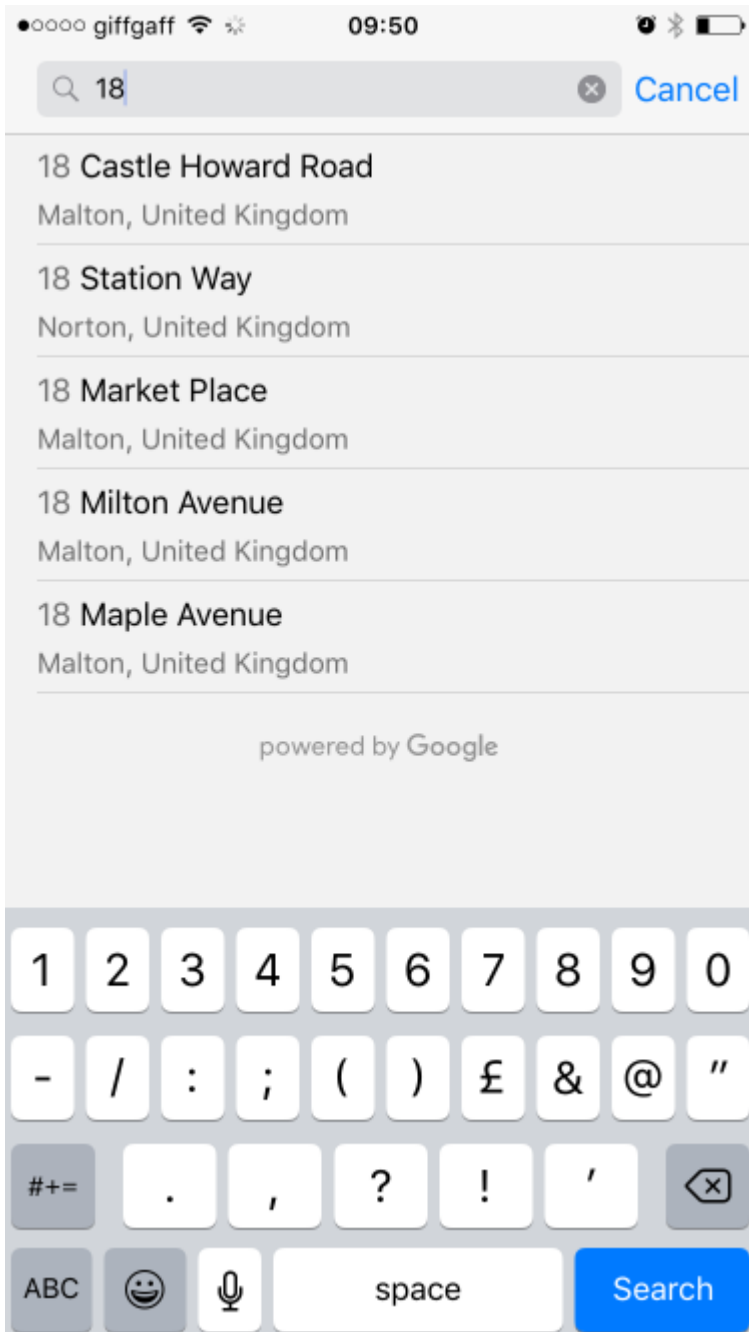 giffgaff 09:50
18 Cancel
18 Castle Howard Road
Malton, United Kingdom
18 Station Way
Norton, United Kingdom
18 Market Place
Malton, United Kingdom
18 Milton Avenue
Malton, United Kingdom
18 Maple Avenue
Malton, United Kingdom
powered by Google
1 2 3 4 5 6 7 8 9 0
- / : ; ( ) £ & @ "
#+= . , ? ! '
ABC space Search